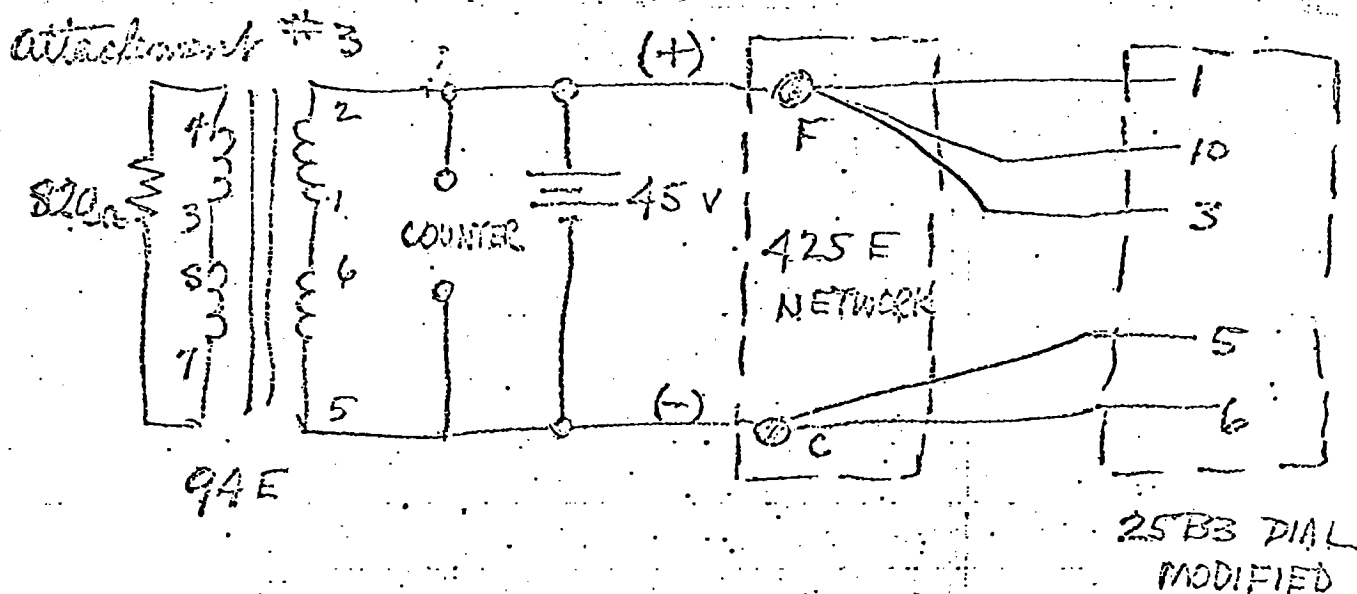 attachment #3
(+)
1
4
2
F
10
820Ω
3
1
COUNTER
45 V
3
8
6
425 E
NETWORK
7
5
5
(-)
C
6
94E
25B3 DIAL
MODIFIED